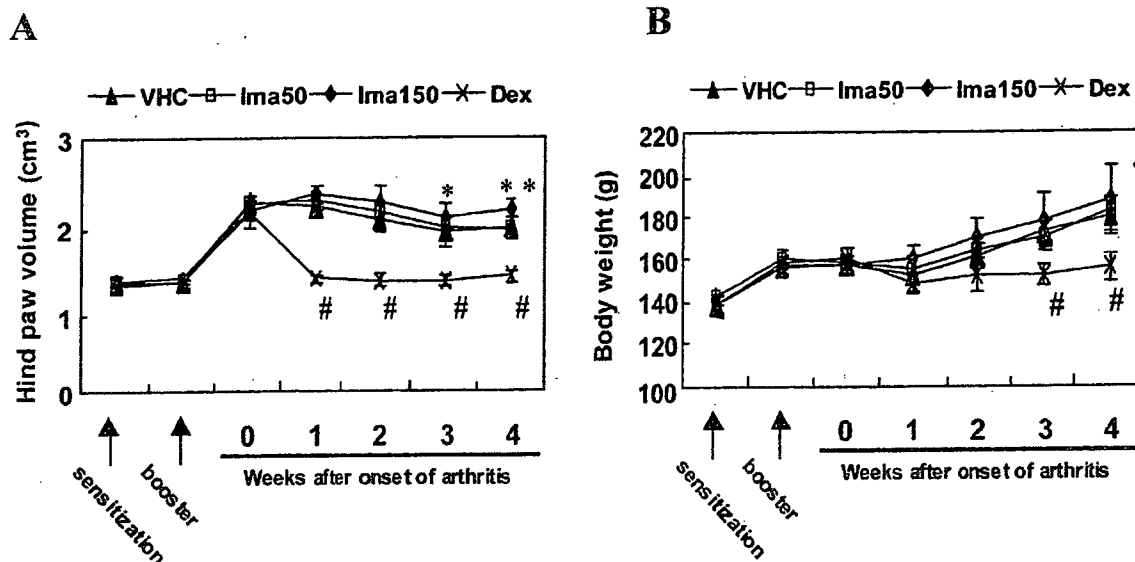 A
VHC Ima50 Ima150 Dex
Hind paw volume (cm³)
3
2
1
0
*
* *
# # # #
sensitization
booster
0 1 2 3 4
Weeks after onset of arthritis
B
VHC Ima50 Ima150 Dex
Body weight (g)
220
200
180
160
140
120
100
*
# #
sensitization
booster
0 1 2 3 4
Weeks after onset of arthritis